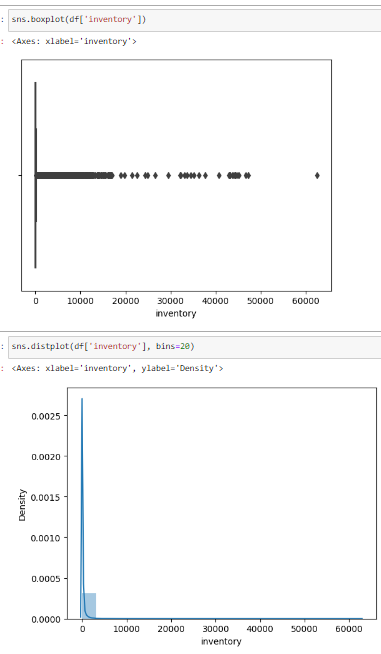 : sns.boxplot(df['inventory'])
: <Axes: xlabel='inventory'>
0 10000 20000 30000 40000 50000 60000
inventory
: sns.distplot(df['inventory'], bins=20)
: <Axes: xlabel='inventory', ylabel='Density'>
0.0025
0.0020
0.0015
Density
0.0010
0.0005
0.0000
0 10000 20000 30000 40000 50000 60000
inventory